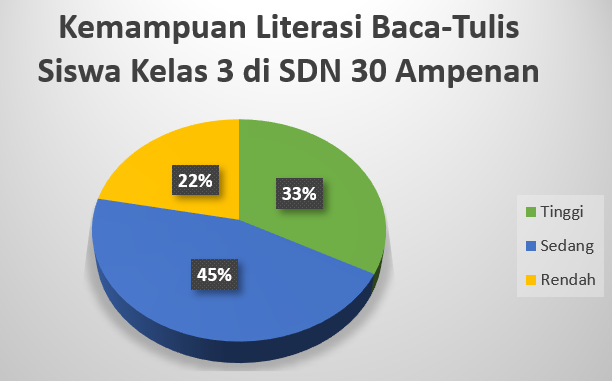 Kemampuan Literasi Baca-Tulis
Siswa Kelas 3 di SDN 30 Ampenan
22%
33%
45%
Tinggi
Sedang
Rendah